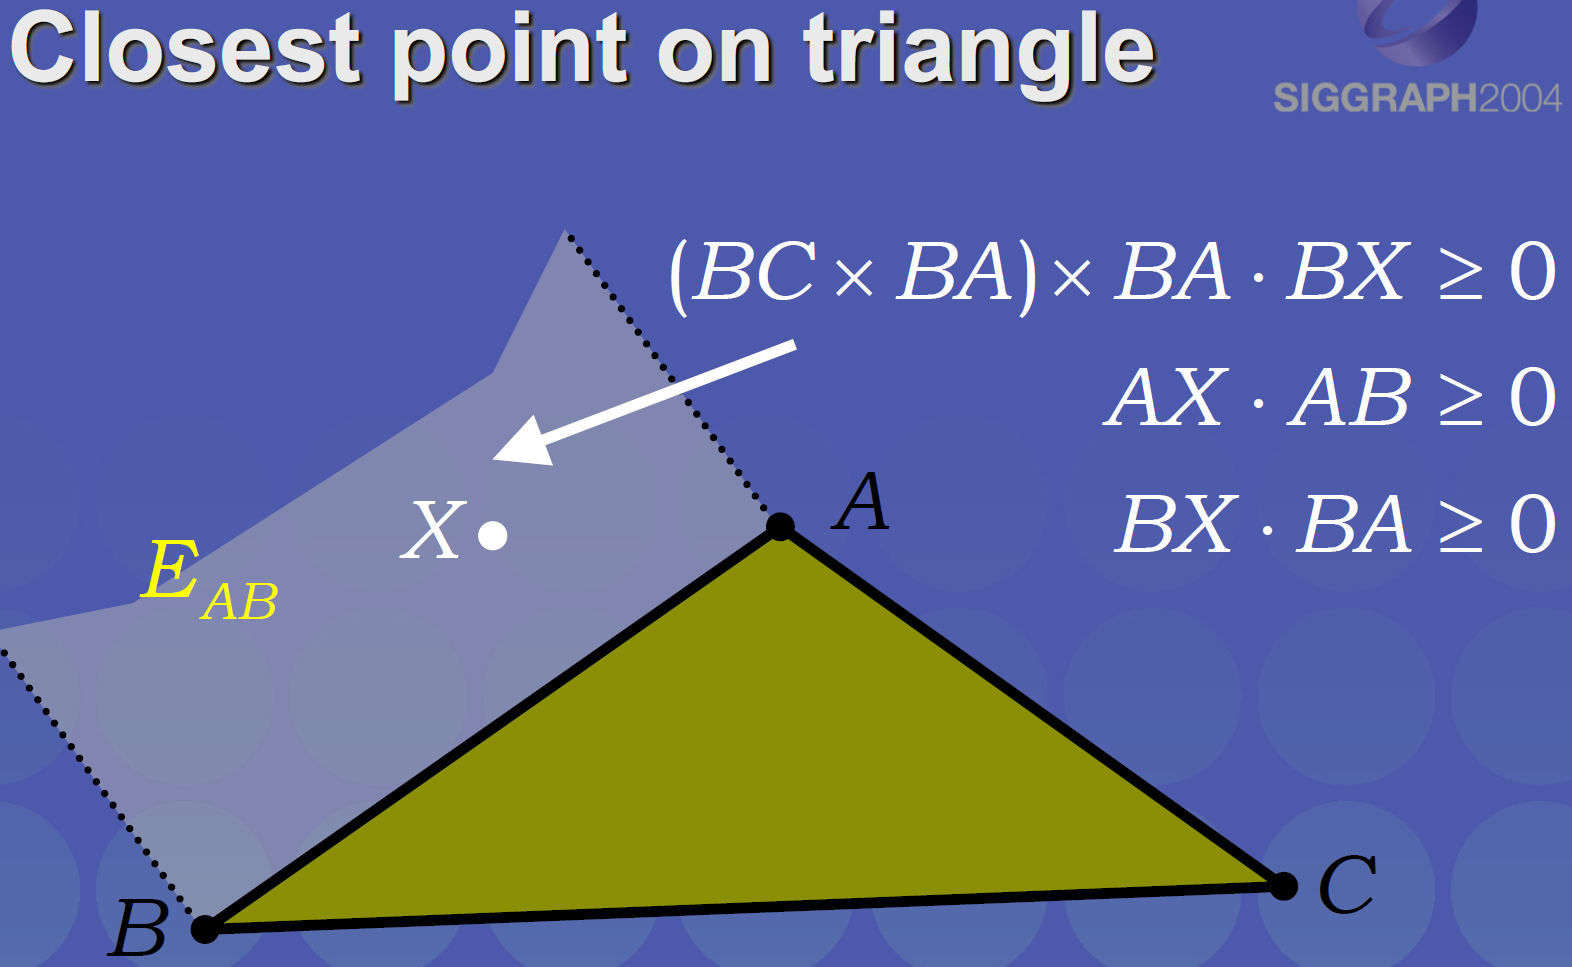 Closest point on triangle
SIGGRAPH2004
(BC × BA) × BA · BX ≥ 0
AX · AB ≥ 0
BX · BA ≥ 0
A
X
E_AB
C
B